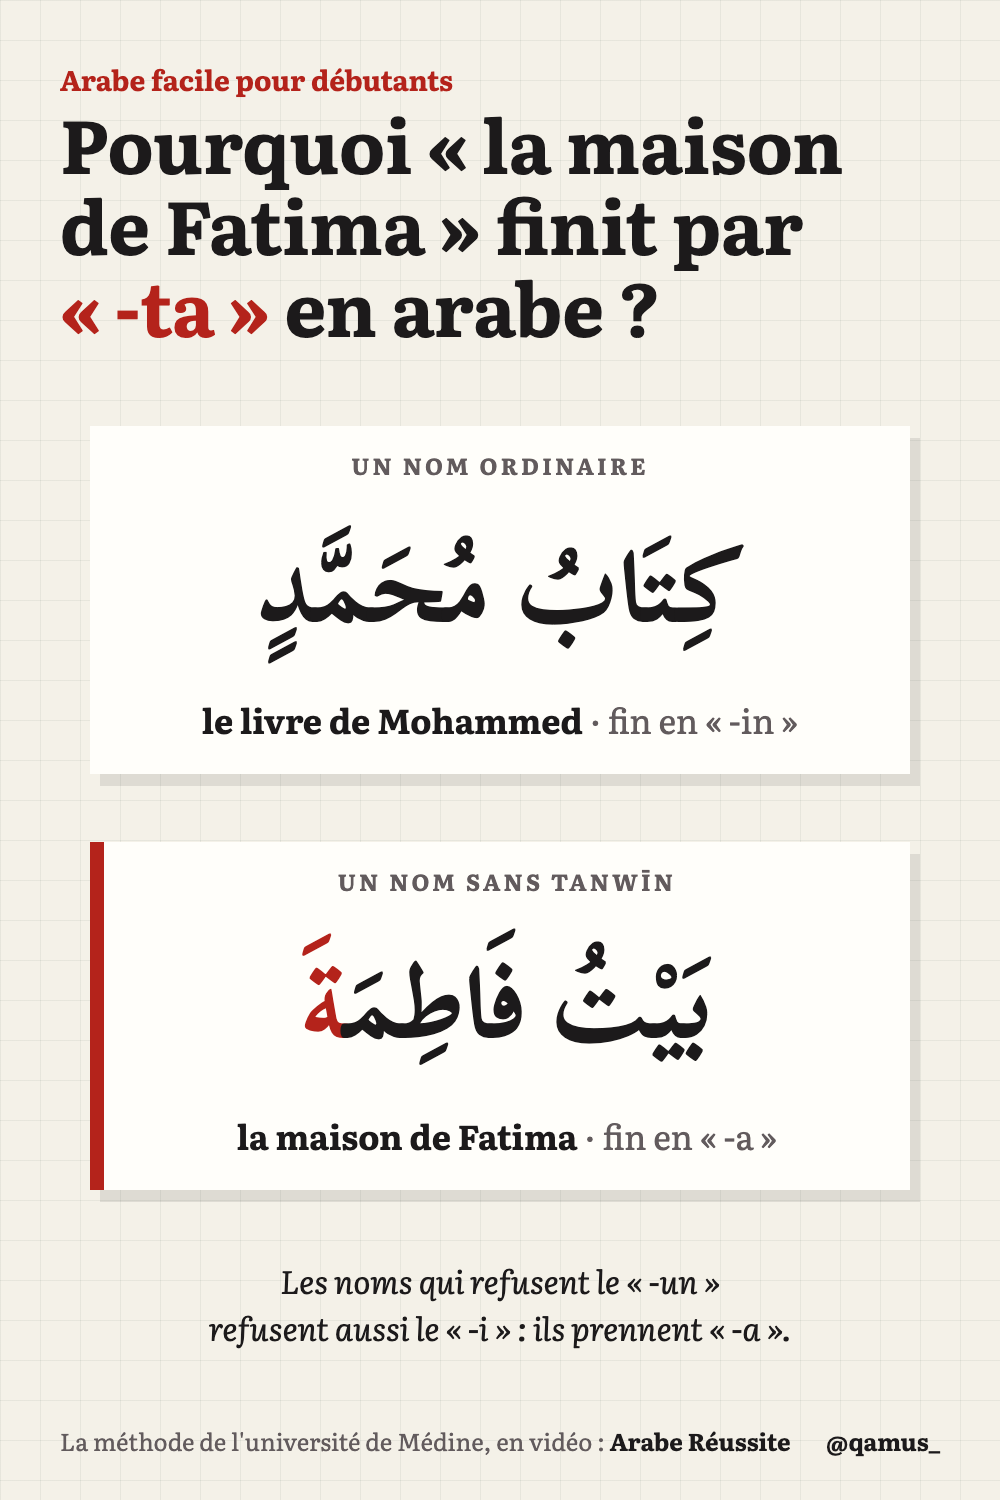 Arabe facile pour débutants
Pourquoi « la maison
de Fatima » finit par
« -ta » en arabe ?
UN NOM ORDINAIRE
كِتَابُ مُحَمَّدٍ
le livre de Mohammed · fin en « -in »
UN NOM SANS TANWĪN
بَيْتُ فَاطِمَةَ
la maison de Fatima · fin en « -a »
Les noms qui refusent le « -un »
refusent aussi le « -i » : ils prennent « -a ».
La méthode de l'université de Médine, en vidéo : Arabe Réussite @qamus_